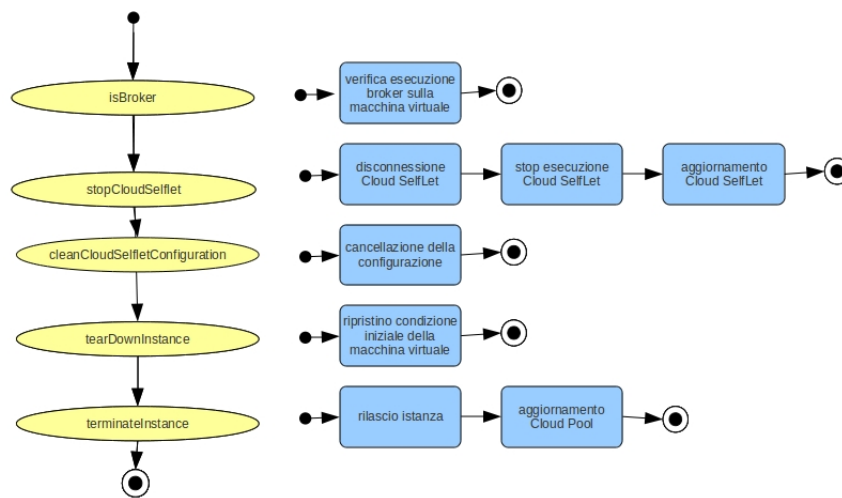 isBroker
verifica esecuzione
broker sulla
macchina virtuale
stopCloudSelflet
disconnessione
Cloud SelfLet
stop esecuzione
Cloud SelfLet
aggiornamento
Cloud SelfLet
cleanCloudSelfletConfiguration
cancellazione della
configurazione
tearDownInstance
ripristino condizione
iniziale della
macchina virtuale
terminateInstance
rilascio istanza
aggiornamento
Cloud Pool